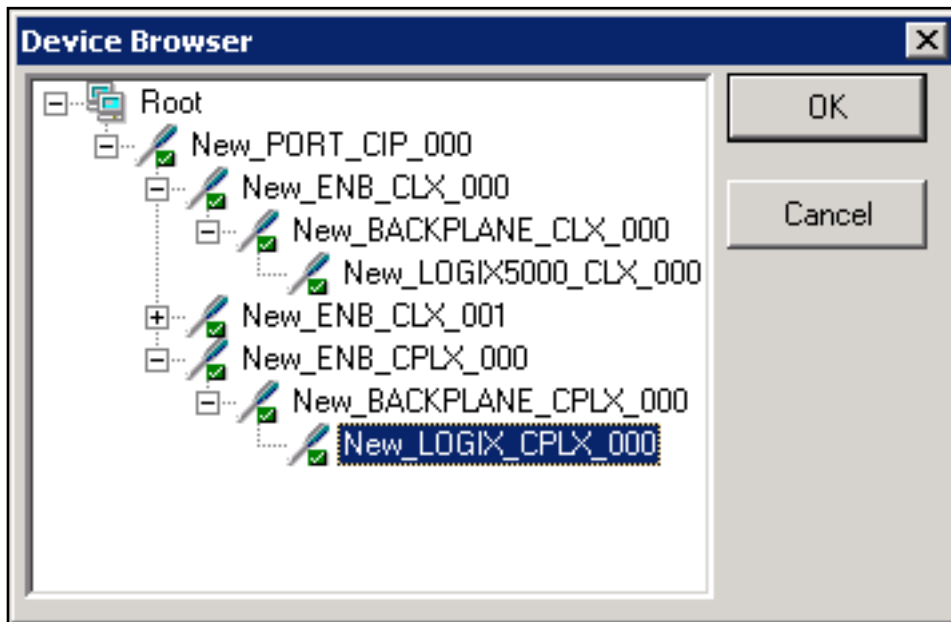 Device Browser
Root
New_PORT_CIP_000
New_ENB_CLX_000
New_BACKPLANE_CLX_000
New_LOGIX5000_CLX_000
New_ENB_CLX_001
New_ENB_CPLX_000
New_BACKPLANE_CPLX_000
New_LOGIX_CPLX_000
OK
Cancel